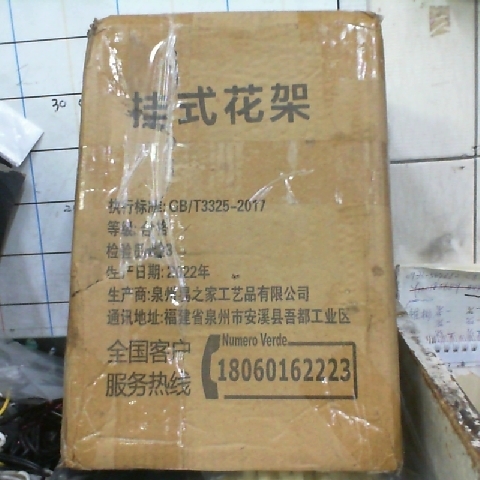 挂式花架
执行标准: GB/T3325-2017
等级: 合格
生产日期: 2022年
生产商:泉州 之家工艺品有限公司
通讯地址:福建省泉州市安溪县吾都工业区
全国客户
服务热线
Numero Verde
18060162223
30